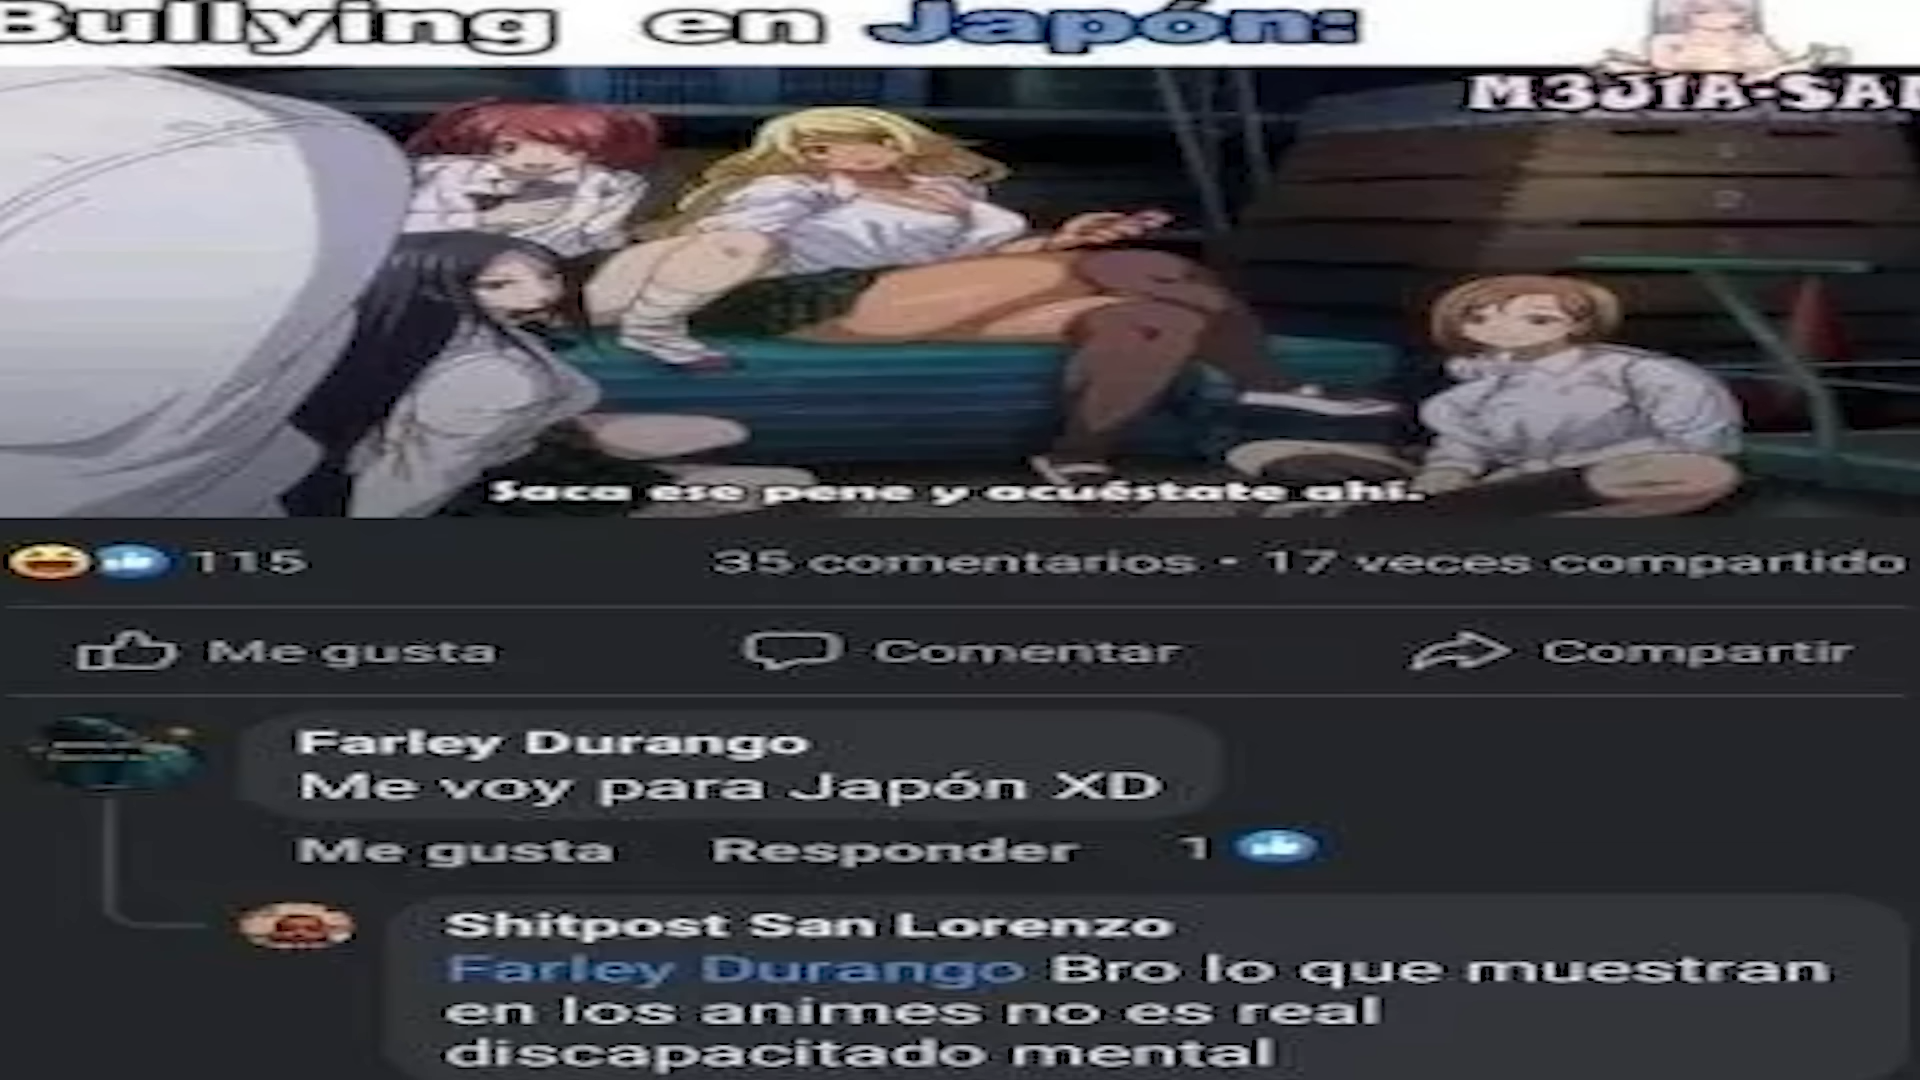 Bullying en Japón:
M3J1A-SAN
Saca ese pene y acuéstate ahí.
115 35 comentarios • 17 veces compartido
Me gusta Comentar Compartir
Farley Durango
Me voy para Japón XD
Me gusta Responder 1
Shitpost San Lorenzo
Farley Durango Bro lo que muestran
en los animes no es real
discapacitado mental